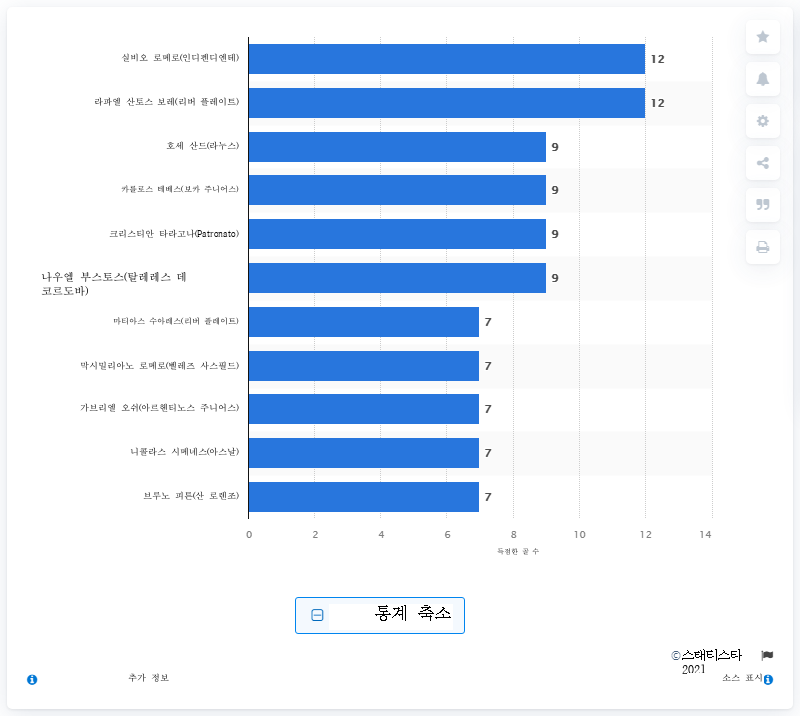 실비오 로메로(인디펜디엔테)
12
라파엘 산토스 보레(리버 플레이트)
12
호세 산드(라누스)
9
카를로스 테베스(보카 주니어스)
9
크리스티안 타라고나(Patronato)
9
나우엘 부스토스(탈레레스 데
코르도바)
9
마티아스 수아레스(리버 플레이트)
7
막시밀리아노 로메로(벨레즈 사스필드)
7
가브리엘 오쉬(아르헨티노스 주니어스)
7
니콜라스 시메네스(아스날)
7
브루노 피튼(산 로렌조)
7
0 2 4 6 8 10 12 14
득점한 골 수
통계 축소
©스태티스타
2021
추가 정보
소스 표시